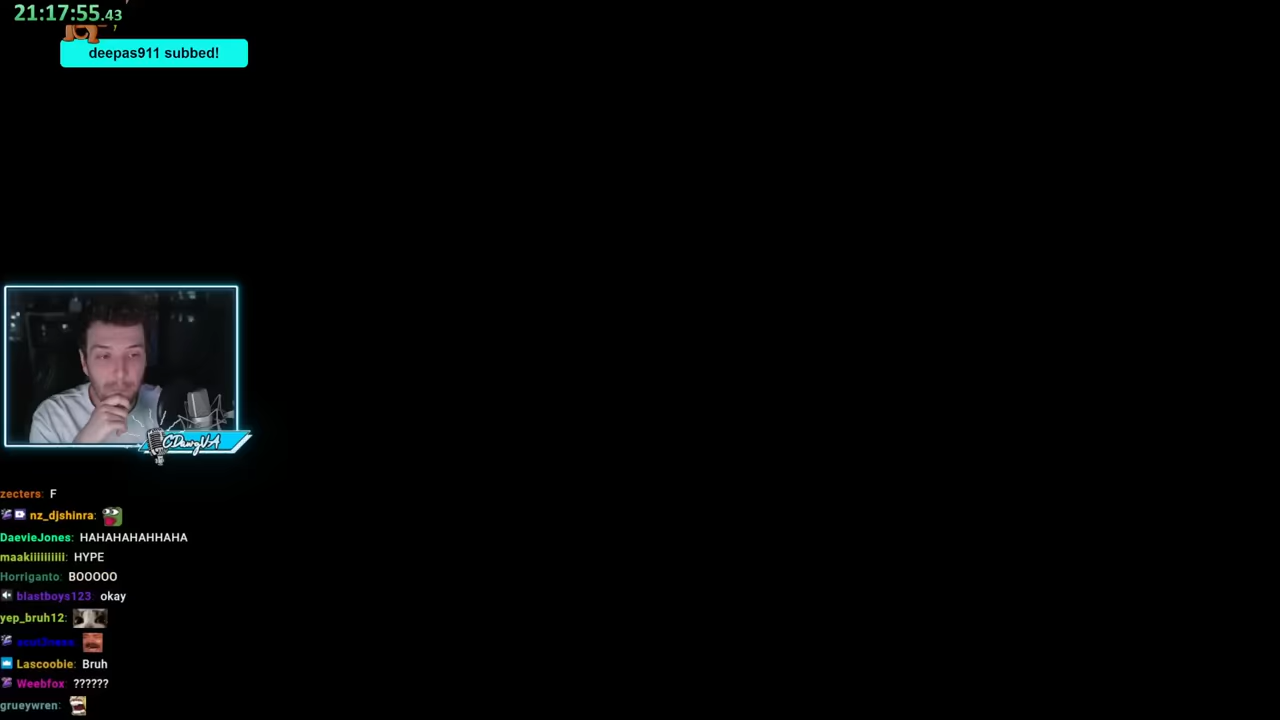 21:17:55.43
deepas911 subbed!
CDawgVA
zecters: F
nz_djshinra:
DaevieJones: HAHAHAHAHHAHA
maakiiiiiiiiii: HYPE
Horriganto: BOOOOO
blastboys123: okay
yep_bruh12:
Lascoobie: Bruh
Weebfox: ??????
grueywren: